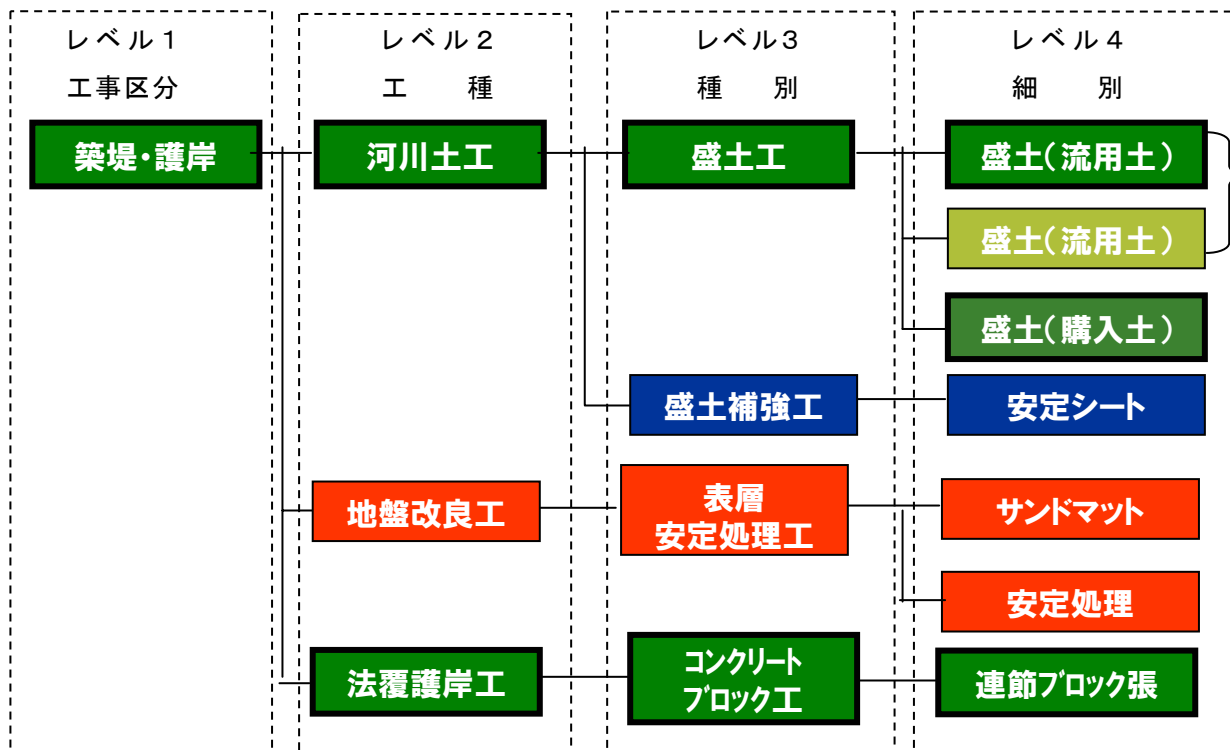 レベル１ レベル２ レベル３ レベル４
工事区分 工 種 種 別 細 別
築堤・護岸 河川土工 盛土工 盛土(流用土)
盛土(流用土)
盛土(購入土)
盛土補強工 安定シート
地盤改良工 表層
安定処理工 サンドマット
安定処理
法覆護岸工 コンクリート
ブロック工 連節ブロック張